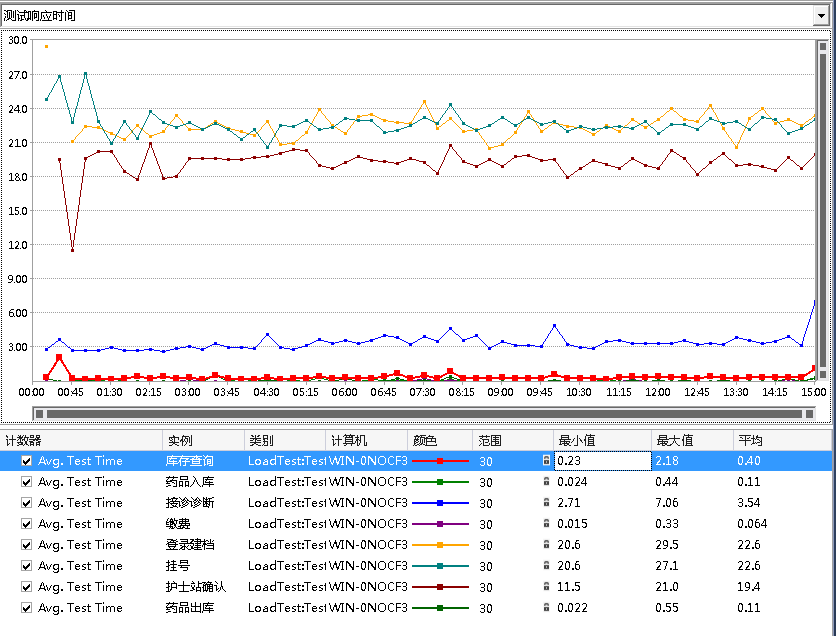 测试响应时间
30.0
27.0
24.0
21.0
18.0
15.0
12.0
9.00
6.00
3.00
00:00 00:45 01:30 02:15 03:00 03:45 04:30 05:15 06:00 06:45 07:30 08:15 09:00 09:45 10:30 11:15 12:00 12:45 13:30 14:15 15:00
计数器 实例 类别 计算机 颜色 范围 最小值 最大值 平均
Avg. Test Time 库存查询 LoadTest:Test WIN-0NOCF3 30 0.23 2.18 0.40
Avg. Test Time 药品入库 LoadTest:Test WIN-0NOCF3 30 0.024 0.44 0.11
Avg. Test Time 接诊诊断 LoadTest:Test WIN-0NOCF3 30 2.71 7.06 3.54
Avg. Test Time 缴费 LoadTest:Test WIN-0NOCF3 30 0.015 0.33 0.064
Avg. Test Time 登录建档 LoadTest:Test WIN-0NOCF3 30 20.6 29.5 22.6
Avg. Test Time 挂号 LoadTest:Test WIN-0NOCF3 30 20.6 27.1 22.6
Avg. Test Time 护士站确认 LoadTest:Test WIN-0NOCF3 30 11.5 21.0 19.4
Avg. Test Time 药品出库 LoadTest:Test WIN-0NOCF3 30 0.022 0.55 0.11